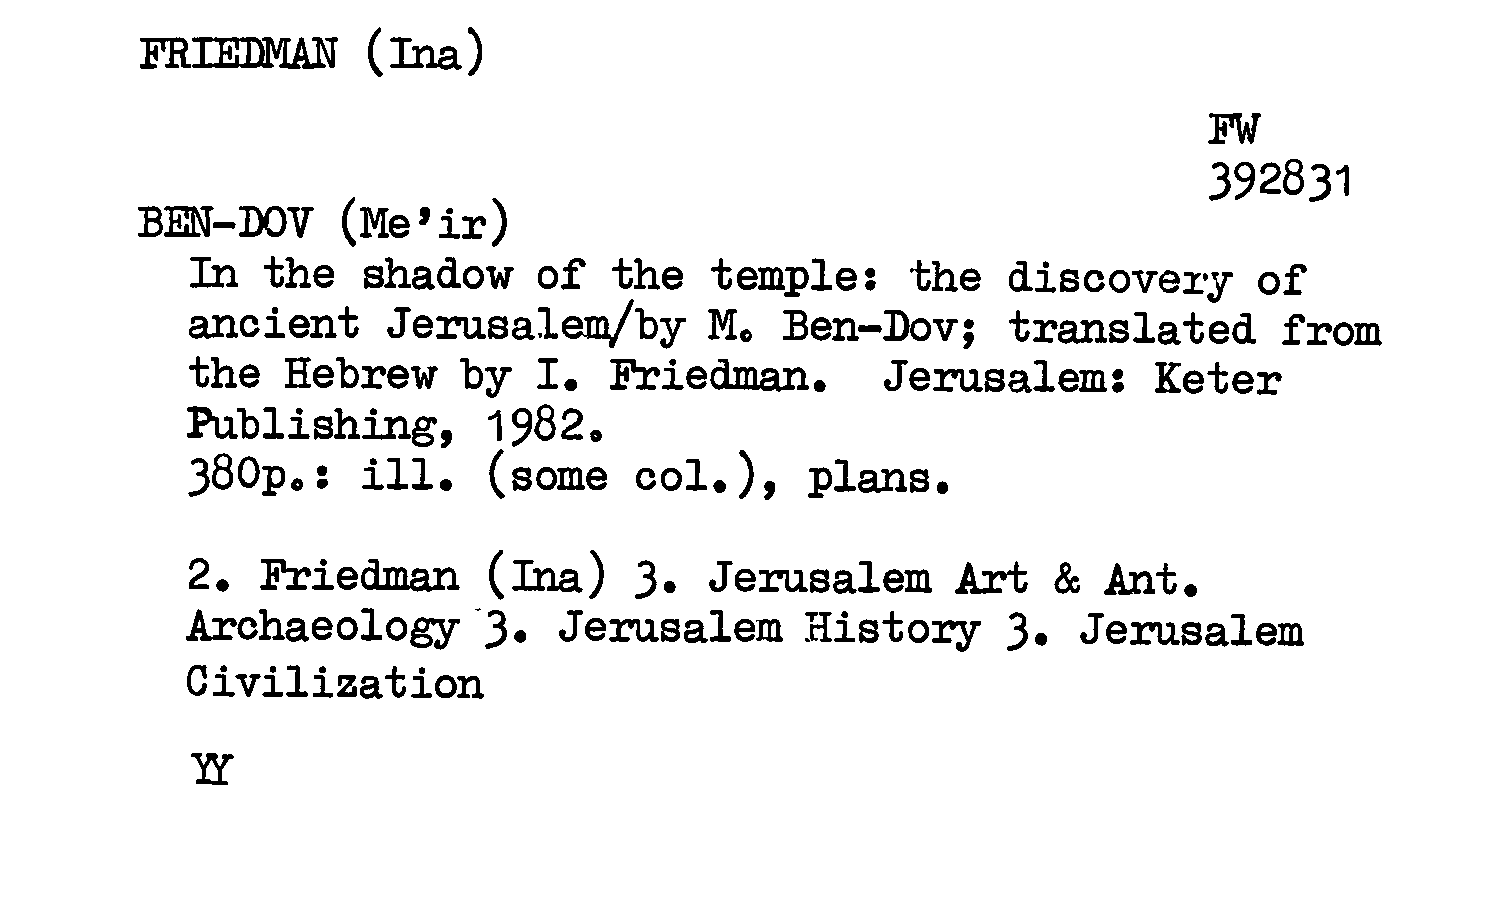 FRIEDMAN (Ina)
FW
392831
BEN-DOV (Me'ir)
In the shadow of the temple: the discovery of
ancient Jerusalem/by M. Ben-Dov; translated from
the Hebrew by I. Friedman. Jerusalem: Keter
Publishing, 1982.
380p.: ill. (some col.), plans.
2. Friedman (Ina) 3. Jerusalem Art & Ant.
Archaeology 3. Jerusalem History 3. Jerusalem
Civilization
YY